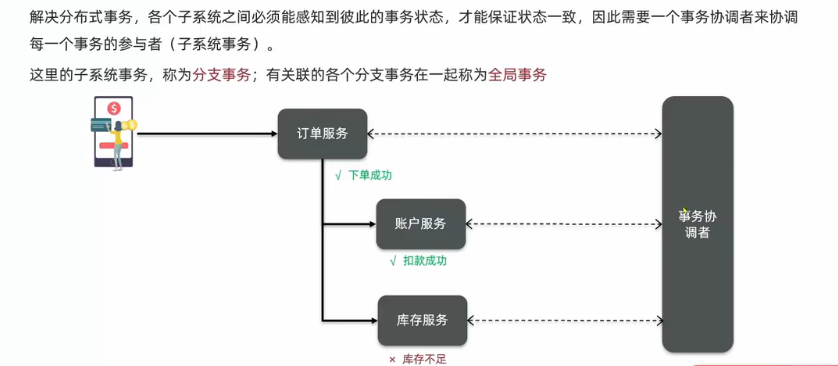 解决分布式事务，各个子系统之间必须能感知到彼此的事务状态，才能保证状态一致，因此需要一个事务协调者来协调
每一个事务的参与者（子系统事务）。
这里的子系统事务，称为分支事务；有关联的各个分支事务在一起称为全局事务
$
订单服务
√ 下单成功
账户服务
√ 扣款成功
库存服务
× 库存不足
事务协
调者